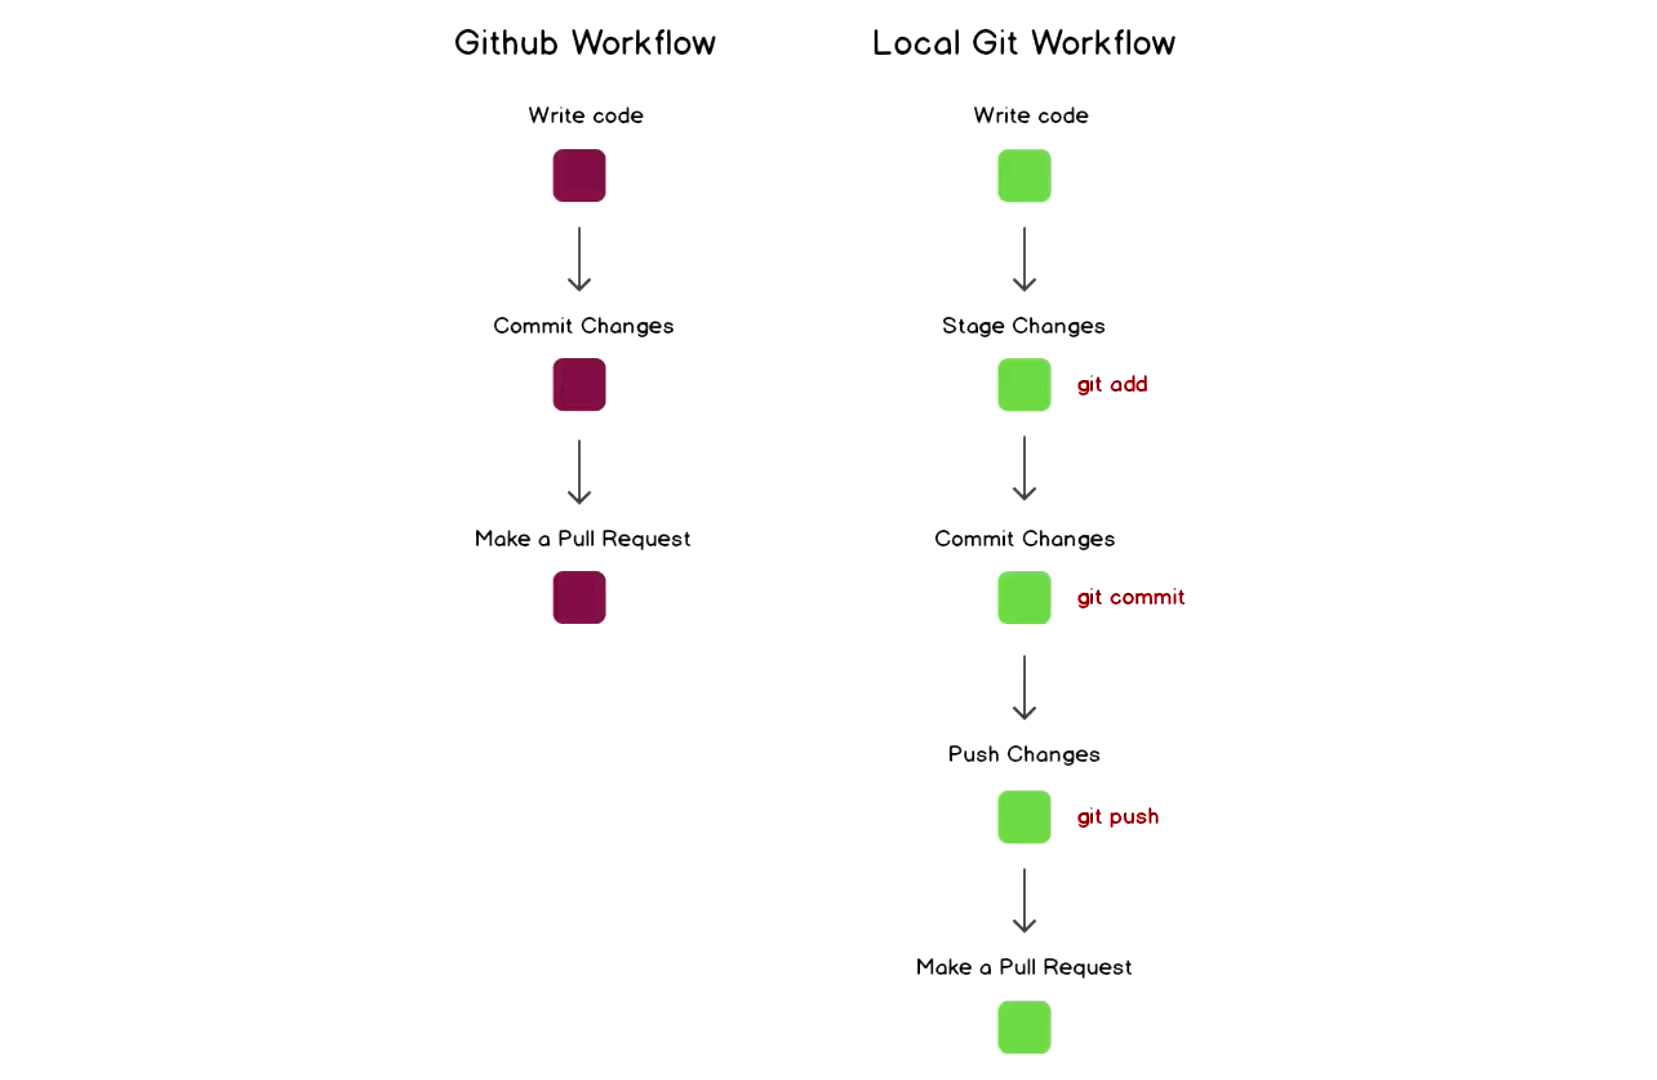 Github Workflow
Write code
Commit Changes
Make a Pull Request
Local Git Workflow
Write code
Stage Changes
git add
Commit Changes
git commit
Push Changes
git push
Make a Pull Request